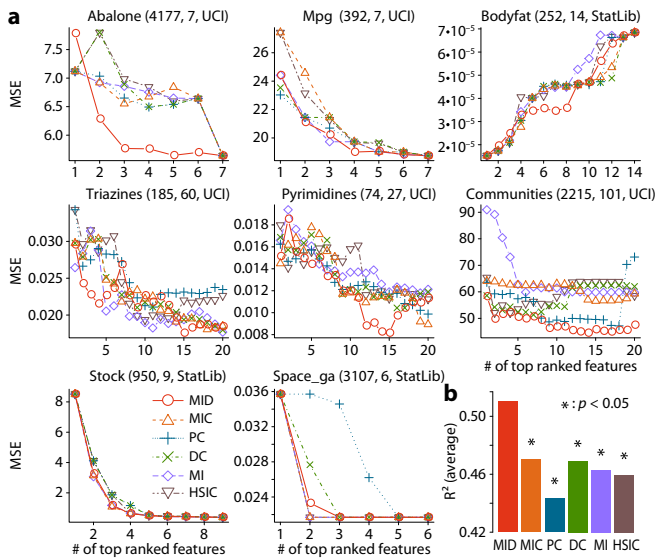 a
Abalone (4177, 7, UCI)
Mpg (392, 7, UCI)
Bodyfat (252, 14, StatLib)
MSE
7.5
7.0
6.5
6.0
1 2 3 4 5 6 7
26
24
22
20
1 2 3 4 5 6 7
7•10⁻⁵
6•10⁻⁵
5•10⁻⁵
4•10⁻⁵
3•10⁻⁵
2•10⁻⁵
2 4 6 8 10 12 14
Triazines (185, 60, UCI)
Pyrimidines (74, 27, UCI)
Communities (2215, 101, UCI)
MSE
0.030
0.025
0.020
5 10 15 20
0.018
0.016
0.014
0.012
0.010
0.008
5 10 15 20
90
80
70
60
50
5 10 15 20
# of top ranked features
Stock (950, 9, StatLib)
Space_ga (3107, 6, StatLib)
MSE
8
6
4
2
2 4 6 8
# of top ranked features
MID
MIC
PC
DC
MI
HSIC
0.036
0.032
0.028
0.024
1 2 3 4 5 6
# of top ranked features
b
R² (average)
0.50
0.46
0.42
*: p < 0.05
* * * * *
MID MIC PC DC MI HSIC